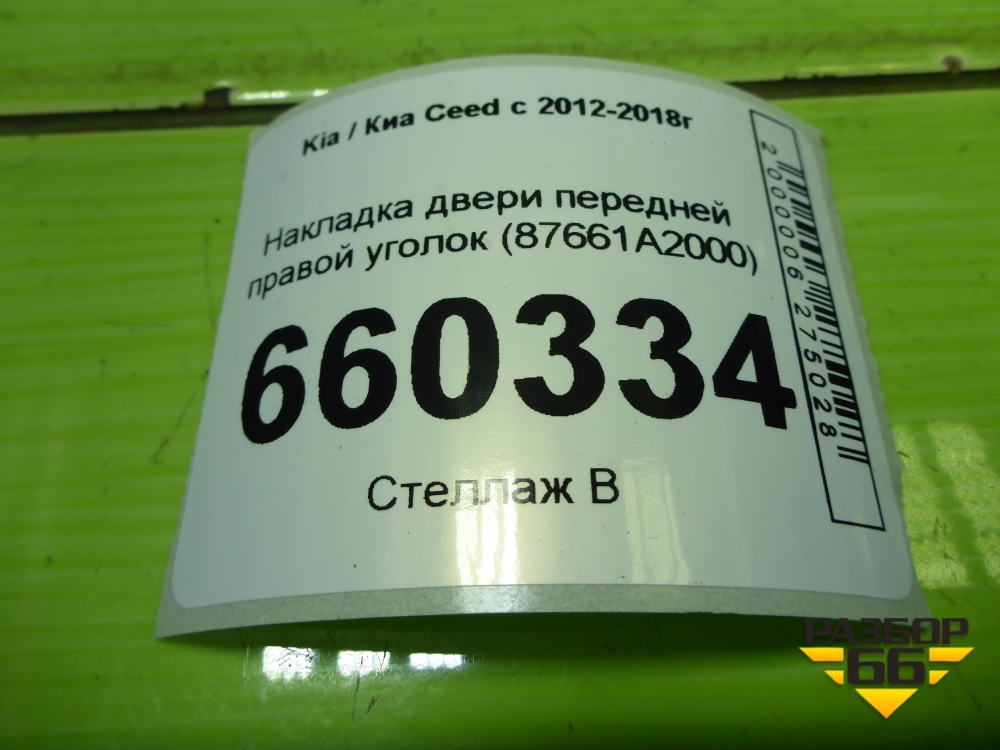 Kia / Киа Ceed с 2012-2018г
Накладка двери передней
правой уголок (87661A2000)
660334
Стеллаж В
2000006275028
РАЗБОР
66